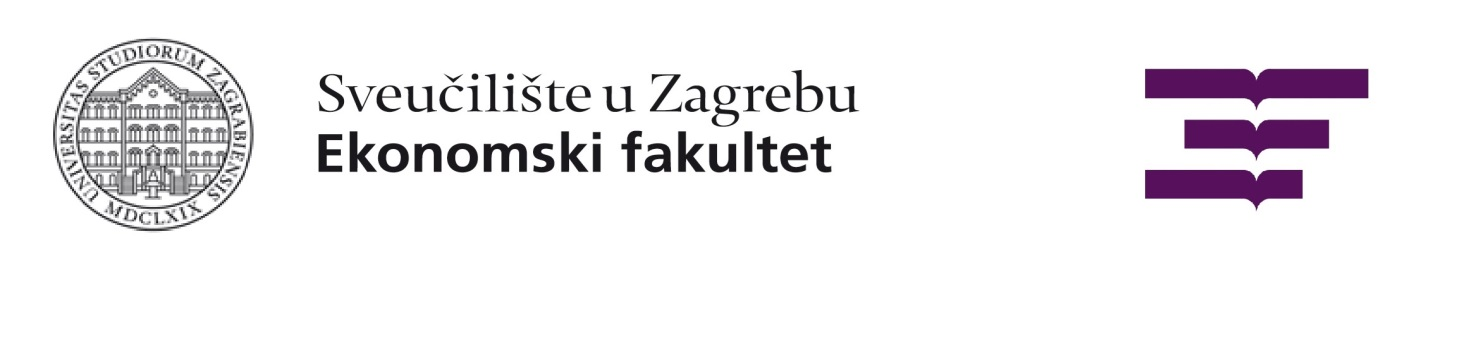 UNIVERSITAS STUDIORUM ZAGRABIENSIS
MDCLXIX
Sveučilište u Zagrebu
Ekonomski fakultet